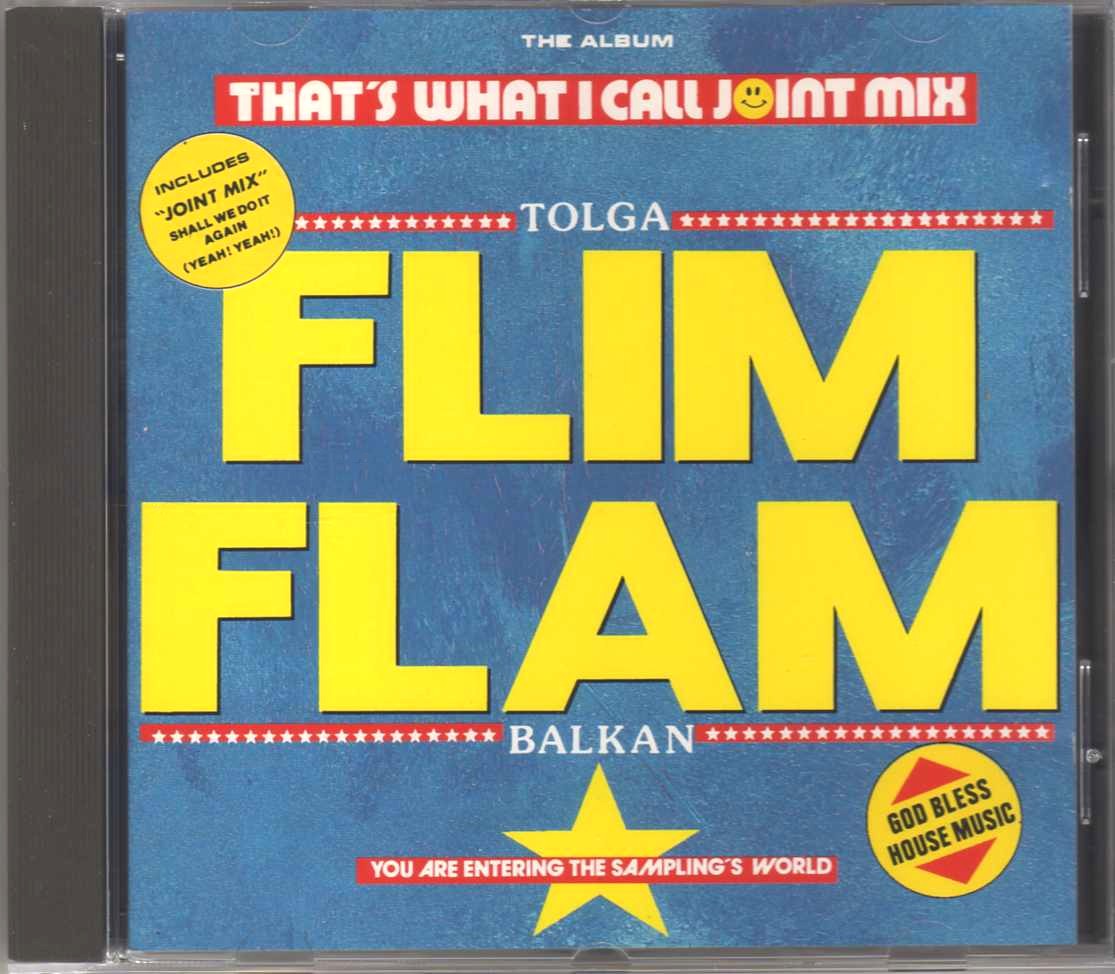 THE ALBUM
THAT'S WHAT I CALL JOINT MIX
INCLUDES
"JOINT MIX"
SHALL WE DO IT
AGAIN
(YEAH! YEAH!)
TOLGA
FLIM
FLAM
BALKAN
GOD BLESS
HOUSE MUSIC
YOU ARE ENTERING THE SAMPLING'S WORLD